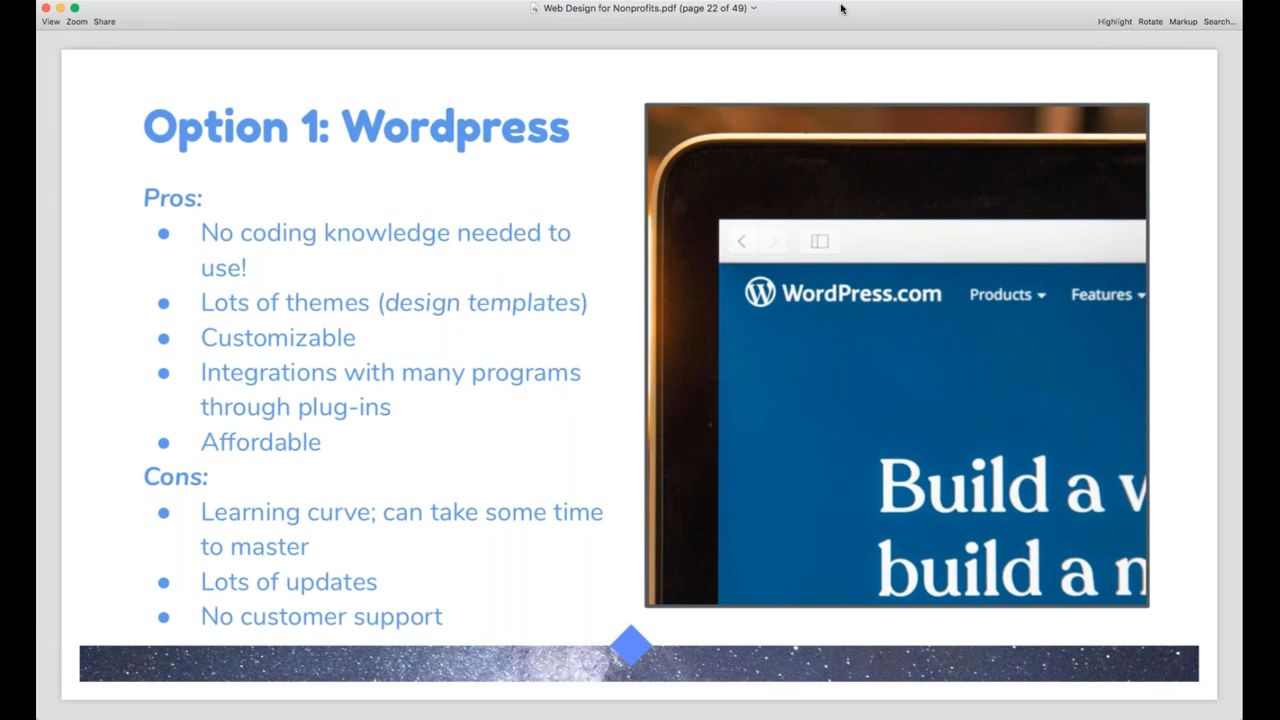 Web Design for Nonprofits.pdf (page 22 of 49)
View Zoom Share
Highlight Rotate Markup Search...
Option 1: Wordpress
Pros:
● No coding knowledge needed to
use!
● Lots of themes (design templates)
● Customizable
● Integrations with many programs
through plug-ins
● Affordable
Cons:
● Learning curve; can take some time
to master
● Lots of updates
● No customer support
WordPress.com Products Features
Build a w
build a